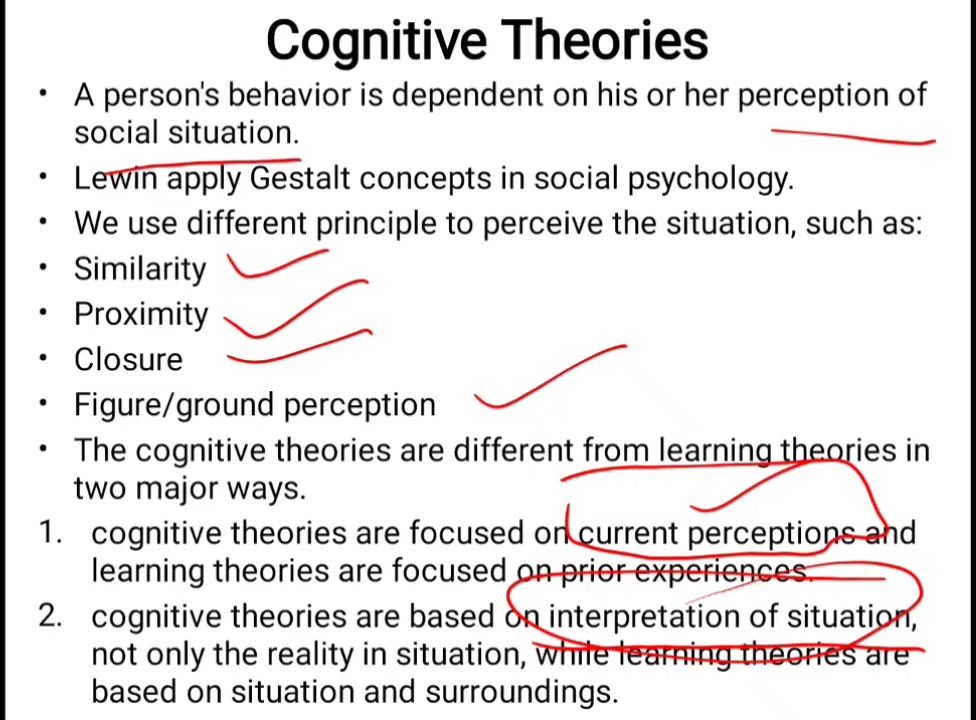 Cognitive Theories
• A person's behavior is dependent on his or her perception of
social situation.
• Lewin apply Gestalt concepts in social psychology.
• We use different principle to perceive the situation, such as:
• Similarity
• Proximity
• Closure
• Figure/ground perception
• The cognitive theories are different from learning theories in
two major ways.
1. cognitive theories are focused on current perceptions and
learning theories are focused on prior experiences.
2. cognitive theories are based on interpretation of situation,
not only the reality in situation, while learning theories are
based on situation and surroundings.